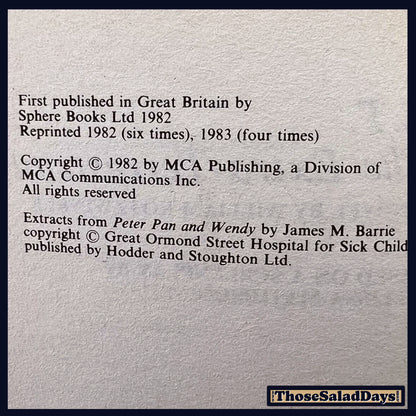 First published in Great Britain by
Sphere Books Ltd 1982
Reprinted 1982 (six times), 1983 (four times)
Copyright © 1982 by MCA Publishing, a Division of
MCA Communications Inc.
All rights reserved
Extracts from Peter Pan and Wendy by James M. Barrie
copyright © Great Ormond Street Hospital for Sick Child
published by Hodder and Stoughton Ltd.
ThoseSaladDays